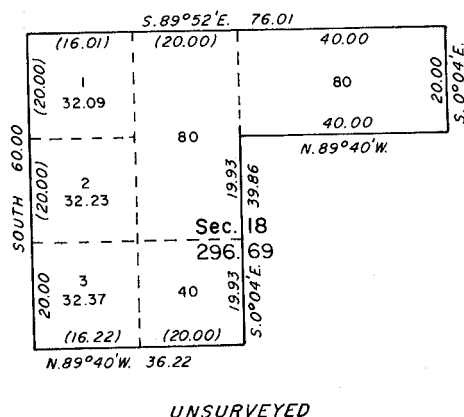 S. 89°52'E. 76.01
(16.01) (20.00) 40.00
(20.00)
1
32.09
80
80
20.00
S. 0°04'E.
40.00
N. 89°40'W.
SOUTH 60.00
(20.00)
2
32.23
19.93
39.86
Sec. 18
296.69
20.00
3
32.37
40
19.93
S. 0°04'E.
(16.22) (20.00)
N. 89°40'W. 36.22
UNSURVEYED